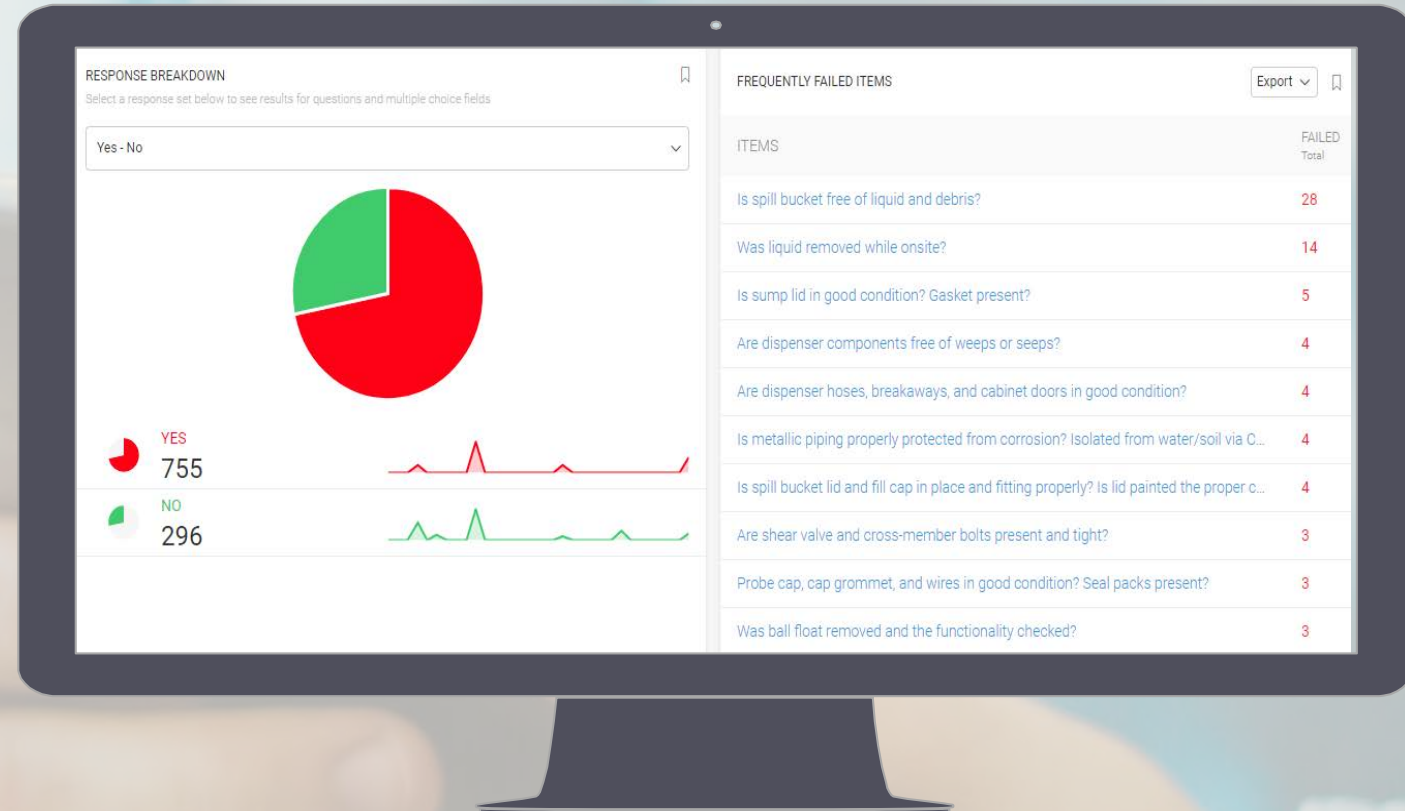 RESPONSE BREAKDOWN
Select a response set below to see results for questions and multiple choice fields
Yes - No
YES
755
NO
296
FREQUENTLY FAILED ITEMS
Export
ITEMS
FAILED
Total
Is spill bucket free of liquid and debris? 28
Was liquid removed while onsite? 14
Is sump lid in good condition? Gasket present? 5
Are dispenser components free of weeps or seeps? 4
Are dispenser hoses, breakaways, and cabinet doors in good condition? 4
Is metallic piping properly protected from corrosion? Isolated from water/soil via C... 4
Is spill bucket lid and fill cap in place and fitting properly? Is lid painted the proper c... 4
Are shear valve and cross-member bolts present and tight? 3
Probe cap, cap grommet, and wires in good condition? Seal packs present? 3
Was ball float removed and the functionality checked? 3